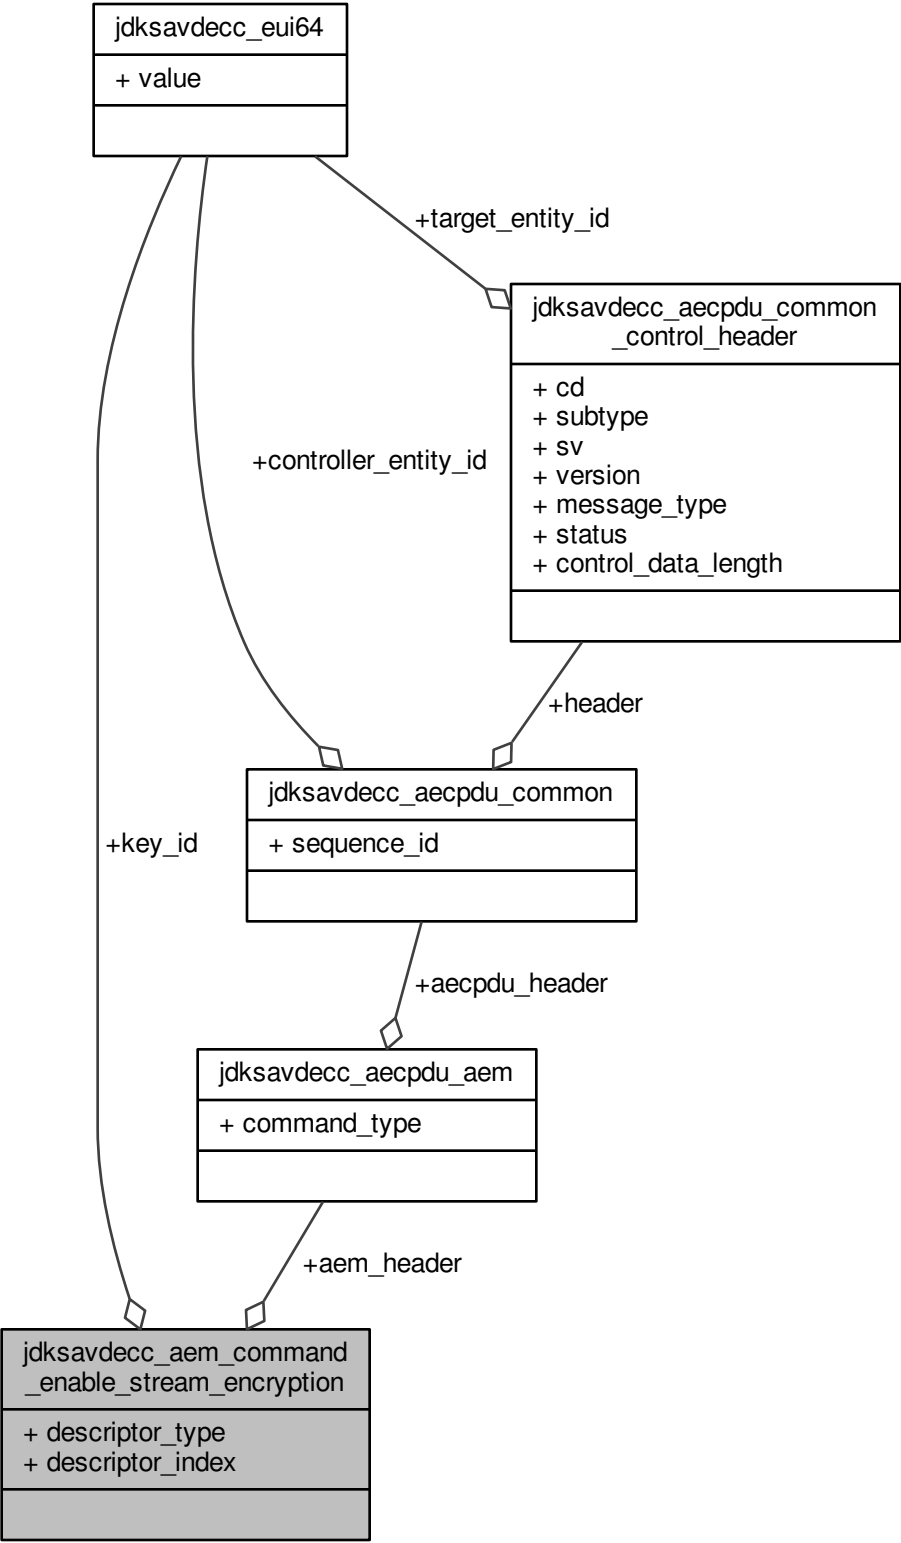 jdksavdecc_eui64
+ value
+target_entity_id
jdksavdecc_aecpdu_common
_control_header
+ cd
+ subtype
+ sv
+ version
+ message_type
+ status
+ control_data_length
+controller_entity_id
+header
jdksavdecc_aecpdu_common
+ sequence_id
+key_id
+aecpdu_header
jdksavdecc_aecpdu_aem
+ command_type
+aem_header
jdksavdecc_aem_command
_enable_stream_encryption
+ descriptor_type
+ descriptor_index